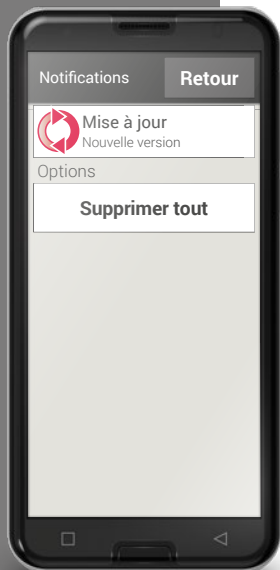 Notifications
Retour
Mise à jour
Nouvelle version
Options
Supprimer tout